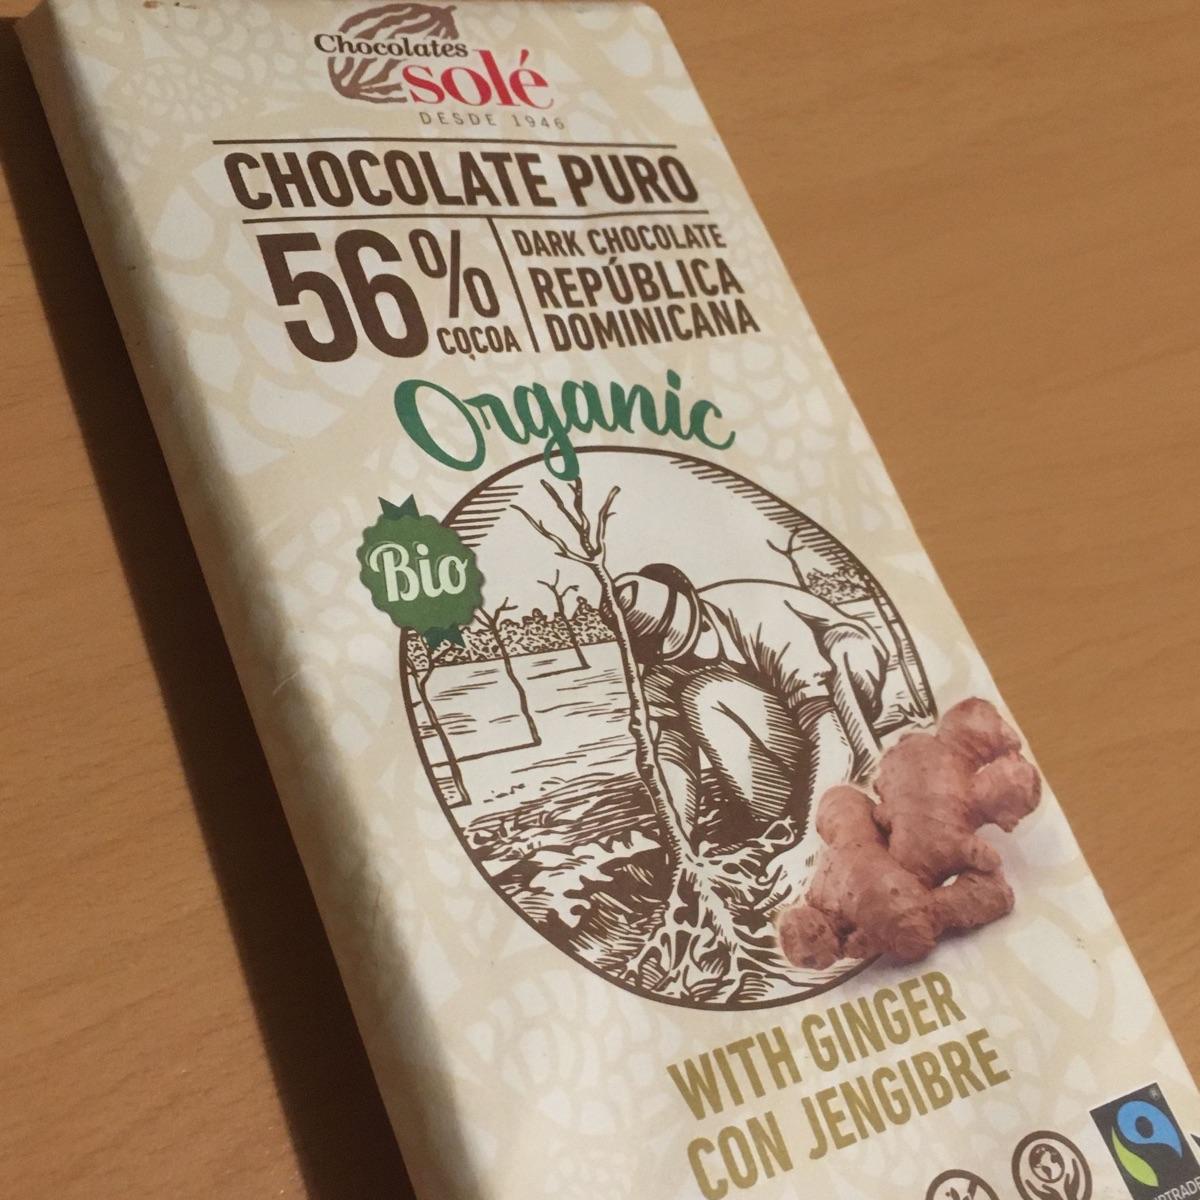 Chocolates
solé
DESDE 1946
CHOCOLATE PURO
56%
COCOA
DARK CHOCOLATE
REPÚBLICA
DOMINICANA
Organic
Bio
WITH GINGER
CON JENGIBRE